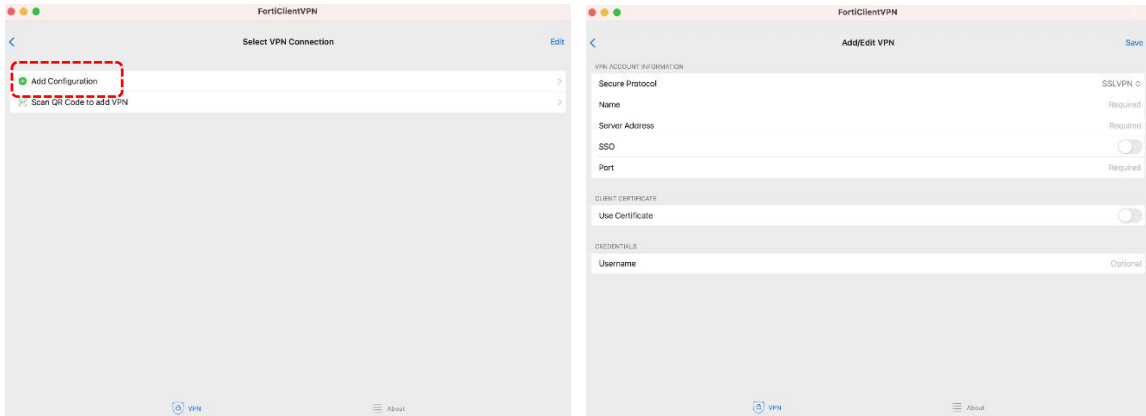 FortiClientVPN
Select VPN Connection
Edit
Add Configuration
Scan QR Code to add VPN
VPN
About
FortiClientVPN
Add/Edit VPN
Save
VPN ACCOUNT INFORMATION
Secure Protocol SSLVPN
Name Required
Server Address Required
SSO
Port Required
CLIENT CERTIFICATE
Use Certificate
CREDENTIALS
Username Optional
VPN
About